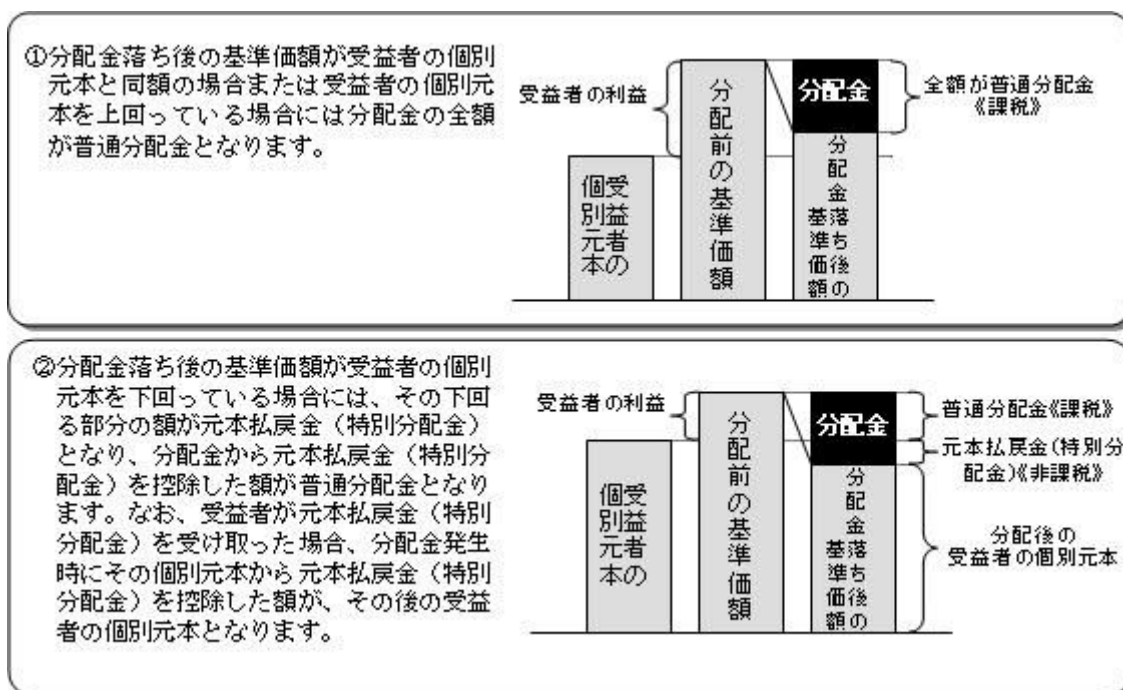 ①分配金落ち後の基準価額が受益者の個別
元本と同額の場合または受益者の個別元
本を上回っている場合には分配金の全額
が普通分配金となります。
受益者の利益
個別元本
受益者の
分配前の基準価額
分配金
分配金落ち後の
基準価額
全額が普通分配金
《課税》
②分配金落ち後の基準価額が受益者の個別
元本を下回っている場合には、その下回
る部分の額が元本払戻金（特別分配金）
となり、分配金から元本払戻金（特別分
配金）を控除した額が普通分配金となり
ます。なお、受益者が元本払戻金（特別
分配金）を受け取った場合、分配金発生
時にその個別元本から元本払戻金（特別
分配金）を控除した額が、その後の受益
者の個別元本となります。
受益者の利益
受益者の
個別元本
分配前の基準価額
分配金
分配金落ち後の
基準価額
普通分配金《課税》
元本払戻金(特別分
配金)《非課税》
分配後の
受益者の個別元本